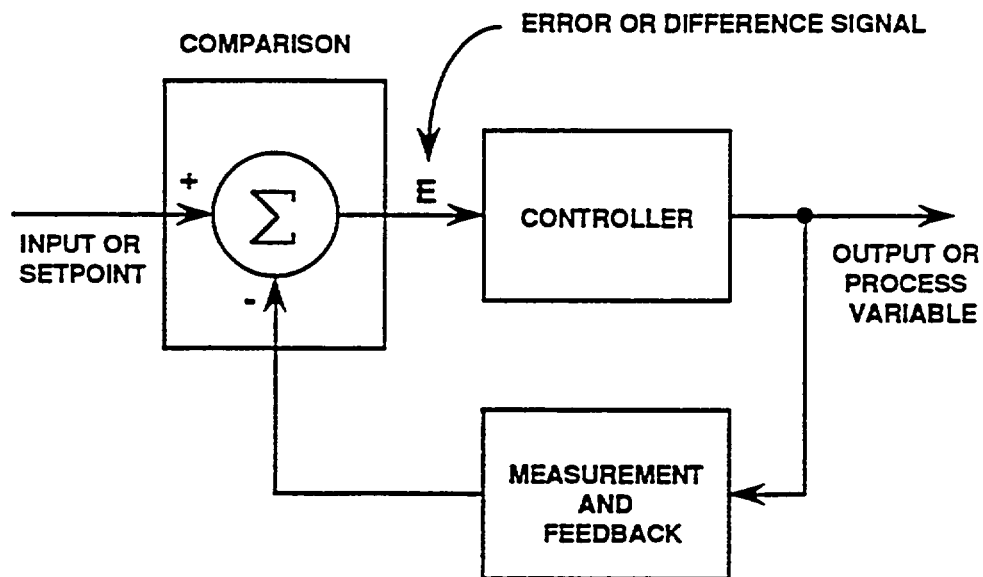 ERROR OR DIFFERENCE SIGNAL
COMPARISON
+
Σ
E
CONTROLLER
INPUT OR
SETPOINT
-
OUTPUT OR
PROCESS
VARIABLE
MEASUREMENT
AND
FEEDBACK